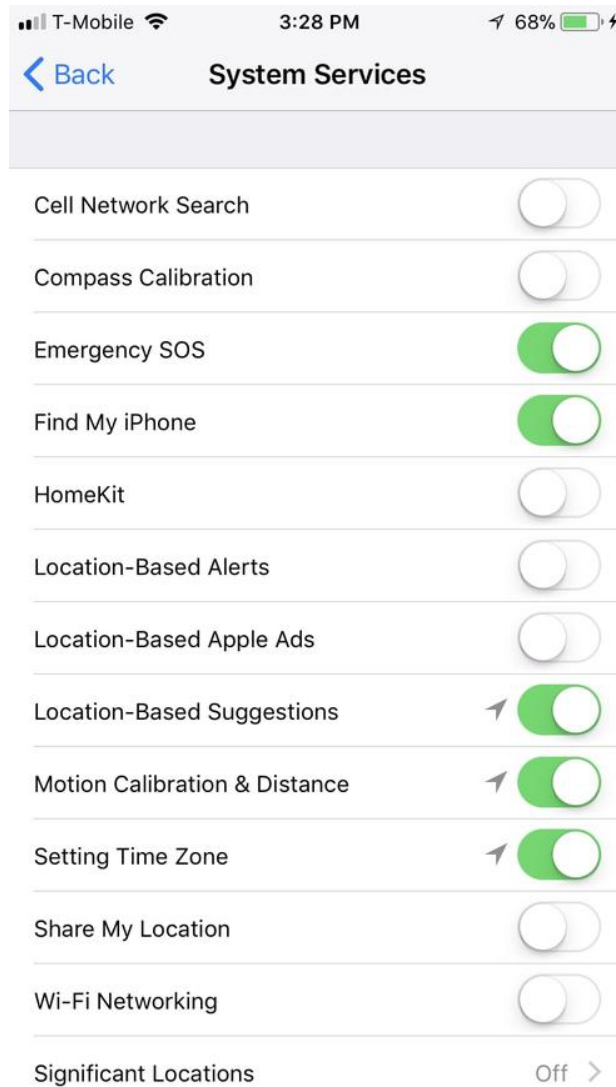 T-Mobile 3:28 PM 68%
Back System Services
Cell Network Search
Compass Calibration
Emergency SOS
Find My iPhone
HomeKit
Location-Based Alerts
Location-Based Apple Ads
Location-Based Suggestions
Motion Calibration & Distance
Setting Time Zone
Share My Location
Wi-Fi Networking
Significant Locations Off